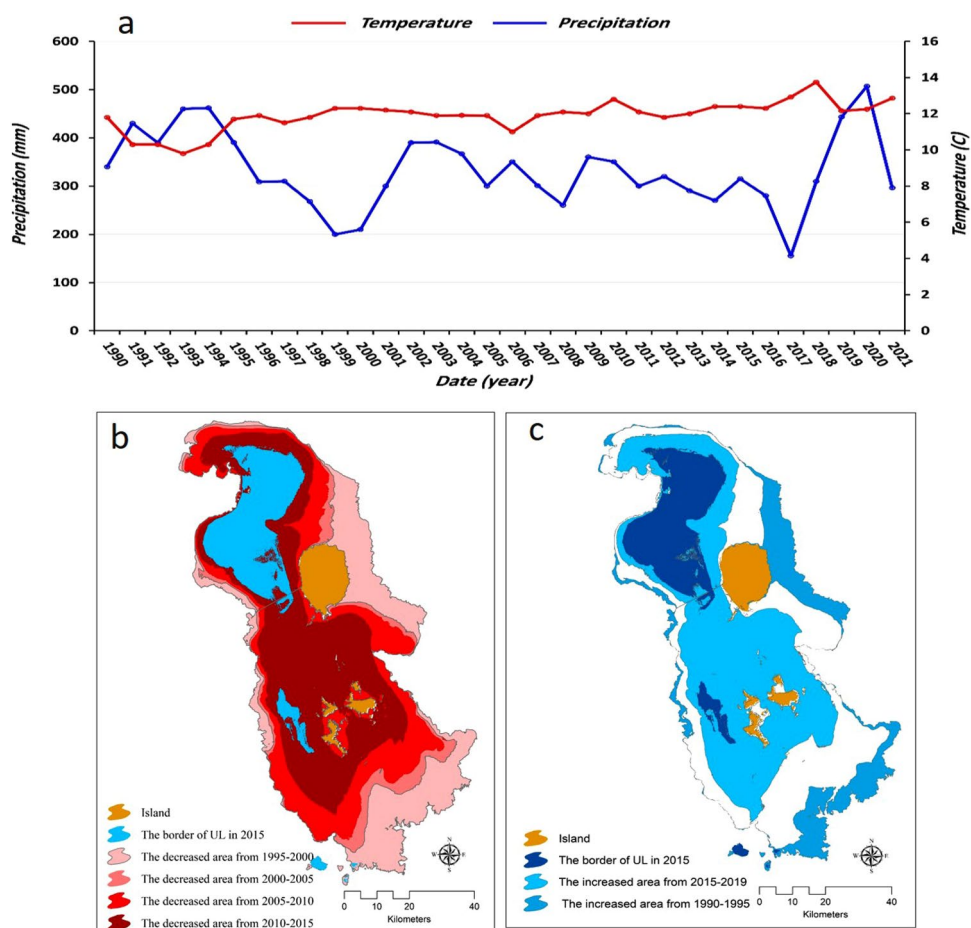 a
Temperature
Precipitation
600
500
400
300
200
100
0
Precipitation (mm)
16
14
12
10
8
6
4
2
0
Temperature (C)
1990
1991
1992
1993
1994
1995
1996
1997
1998
1999
2000
2001
2002
2003
2004
2005
2006
2007
2008
2009
2010
2011
2012
2013
2014
2015
2016
2017
2018
2019
2020
2021
Date (year)
b
Island
The border of UL in 2015
The decreased area from 1995-2000
The decreased area from 2000-2005
The decreased area from 2005-2010
The decreased area from 2010-2015
N
W E
S
0 10 20 40
Kilometers
c
Island
The border of UL in 2015
The increased area from 2015-2019
The increased area from 1990-1995
N
W E
S
0 10 20 40
Kilometers